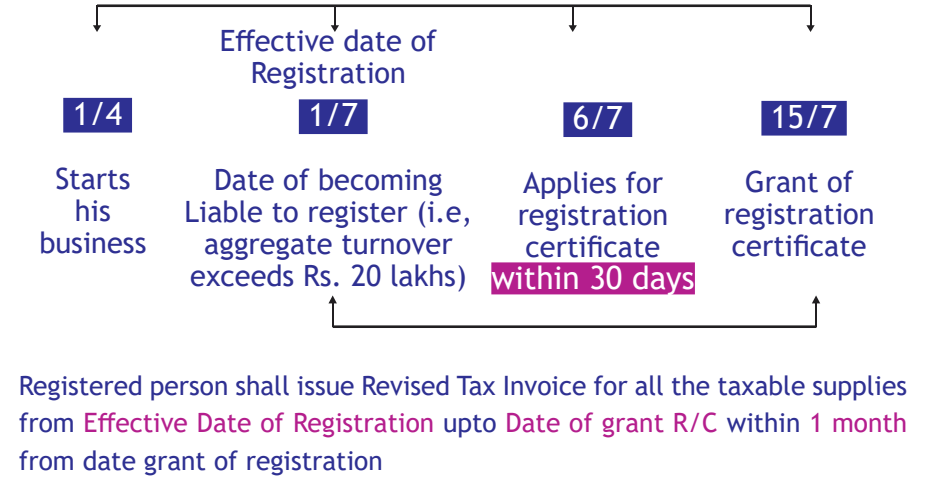 Effective date of
Registration
1/4
1/7
6/7
15/7
Starts
his
business
Date of becoming
Liable to register (i.e,
aggregate turnover
exceeds Rs. 20 lakhs)
Applies for
registration
certificate
within 30 days
Grant of
registration
certificate
Registered person shall issue Revised Tax Invoice for all the taxable supplies
from Effective Date of Registration upto Date of grant R/C within 1 month
from date grant of registration